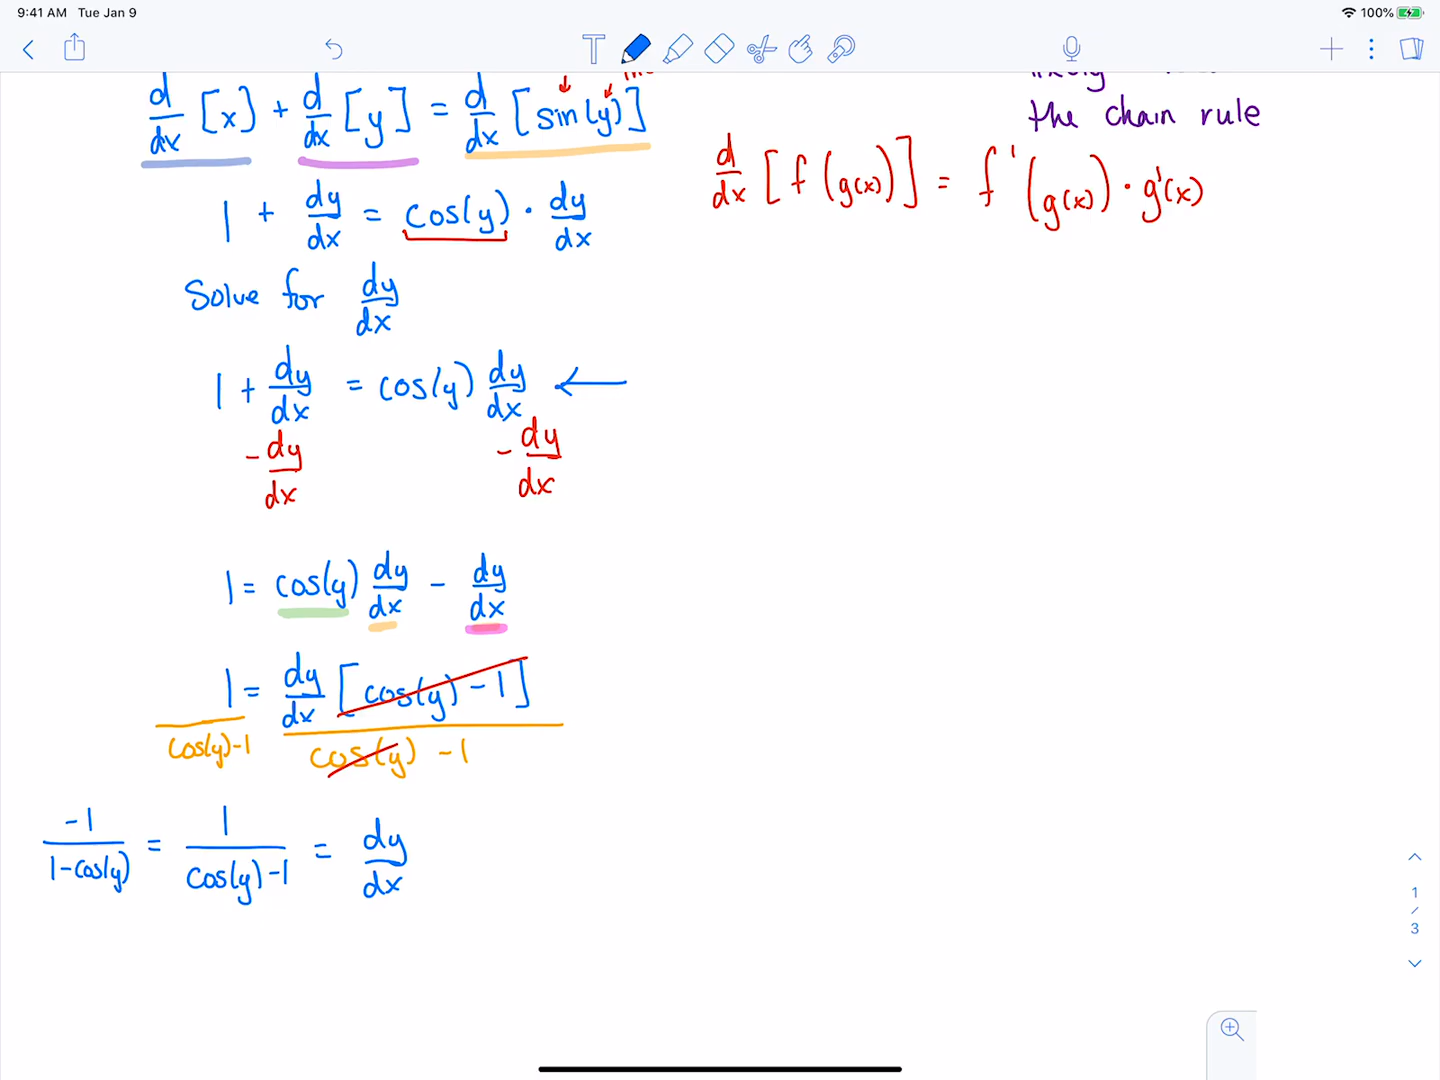 9:41 AM Tue Jan 9
100%
T
d/dx [x] + d/dx [y] = d/dx [sin(y)]
the chain rule
d/dx [f(g(x))] = f'(g(x)) · g'(x)
1 + dy/dx = cos(y) · dy/dx
Solve for dy/dx
1 + dy/dx = cos(y) dy/dx ←
- dy/dx - dy/dx
1 = cos(y) dy/dx - dy/dx
1 = dy/dx [cos(y) - 1]
cos(y)-1 cos(y) -1
-1/1-cos(y) = 1/cos(y)-1 = dy/dx
1
/
3